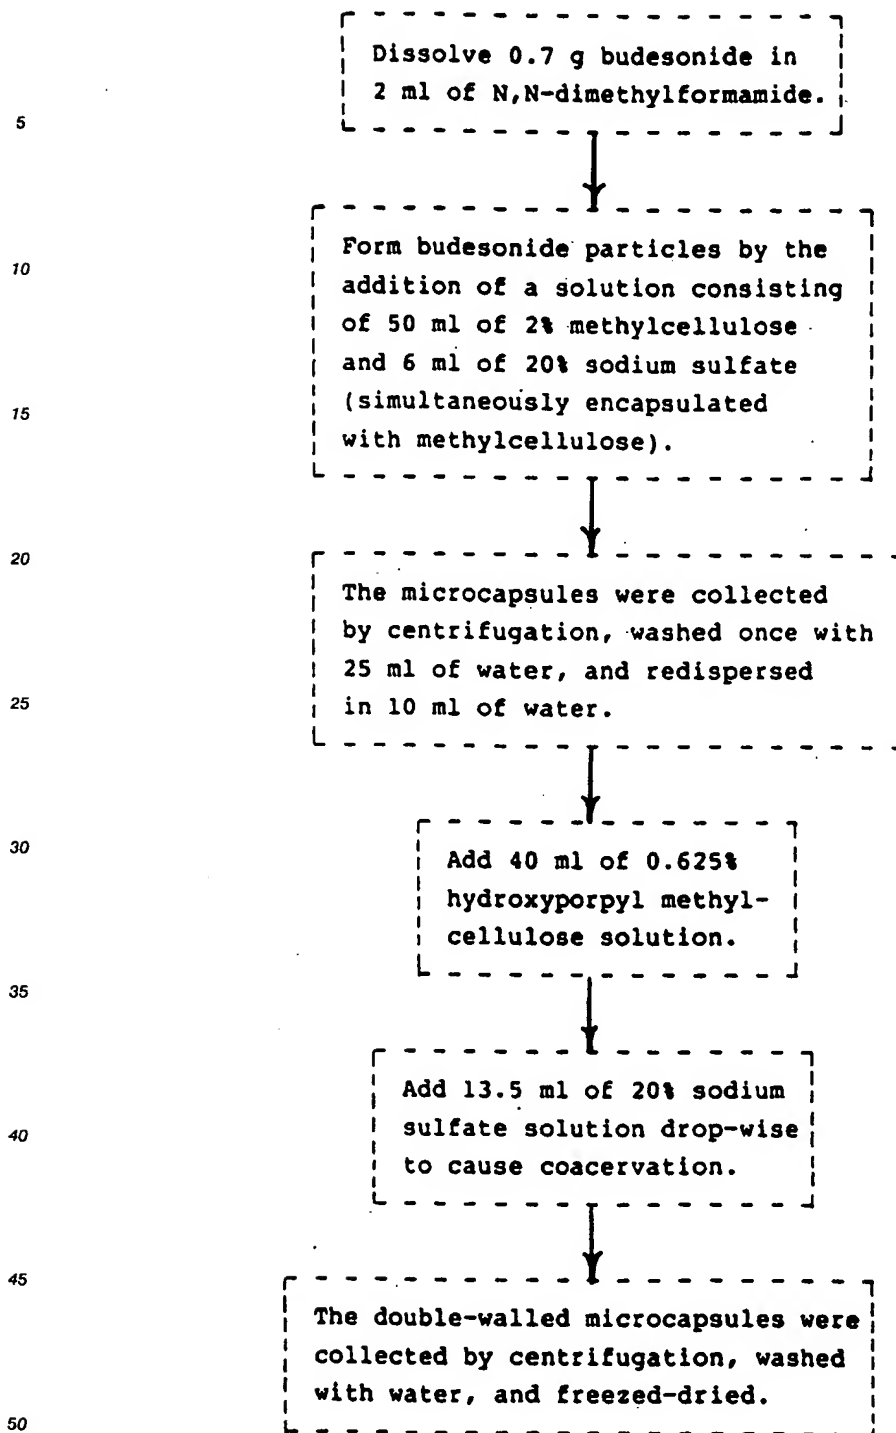 Dissolve 0.7 g budesonide in
2 ml of N,N-dimethylformamide.
5
Form budesonide particles by the
10
addition of a solution consisting
of 50 ml of 2% methylcellulose
and 6 ml of 20% sodium sulfate
15
(simultaneously encapsulated
with methylcellulose).
20
The microcapsules were collected
by centrifugation, washed once with
25 ml of water, and redispersed
25
in 10 ml of water.
30
Add 40 ml of 0.625%
hydroxyporpyl methyl-
cellulose solution.
35
Add 13.5 ml of 20% sodium
sulfate solution drop-wise
40
to cause coacervation.
45
The double-walled microcapsules were
collected by centrifugation, washed
with water, and freezed-dried.
50